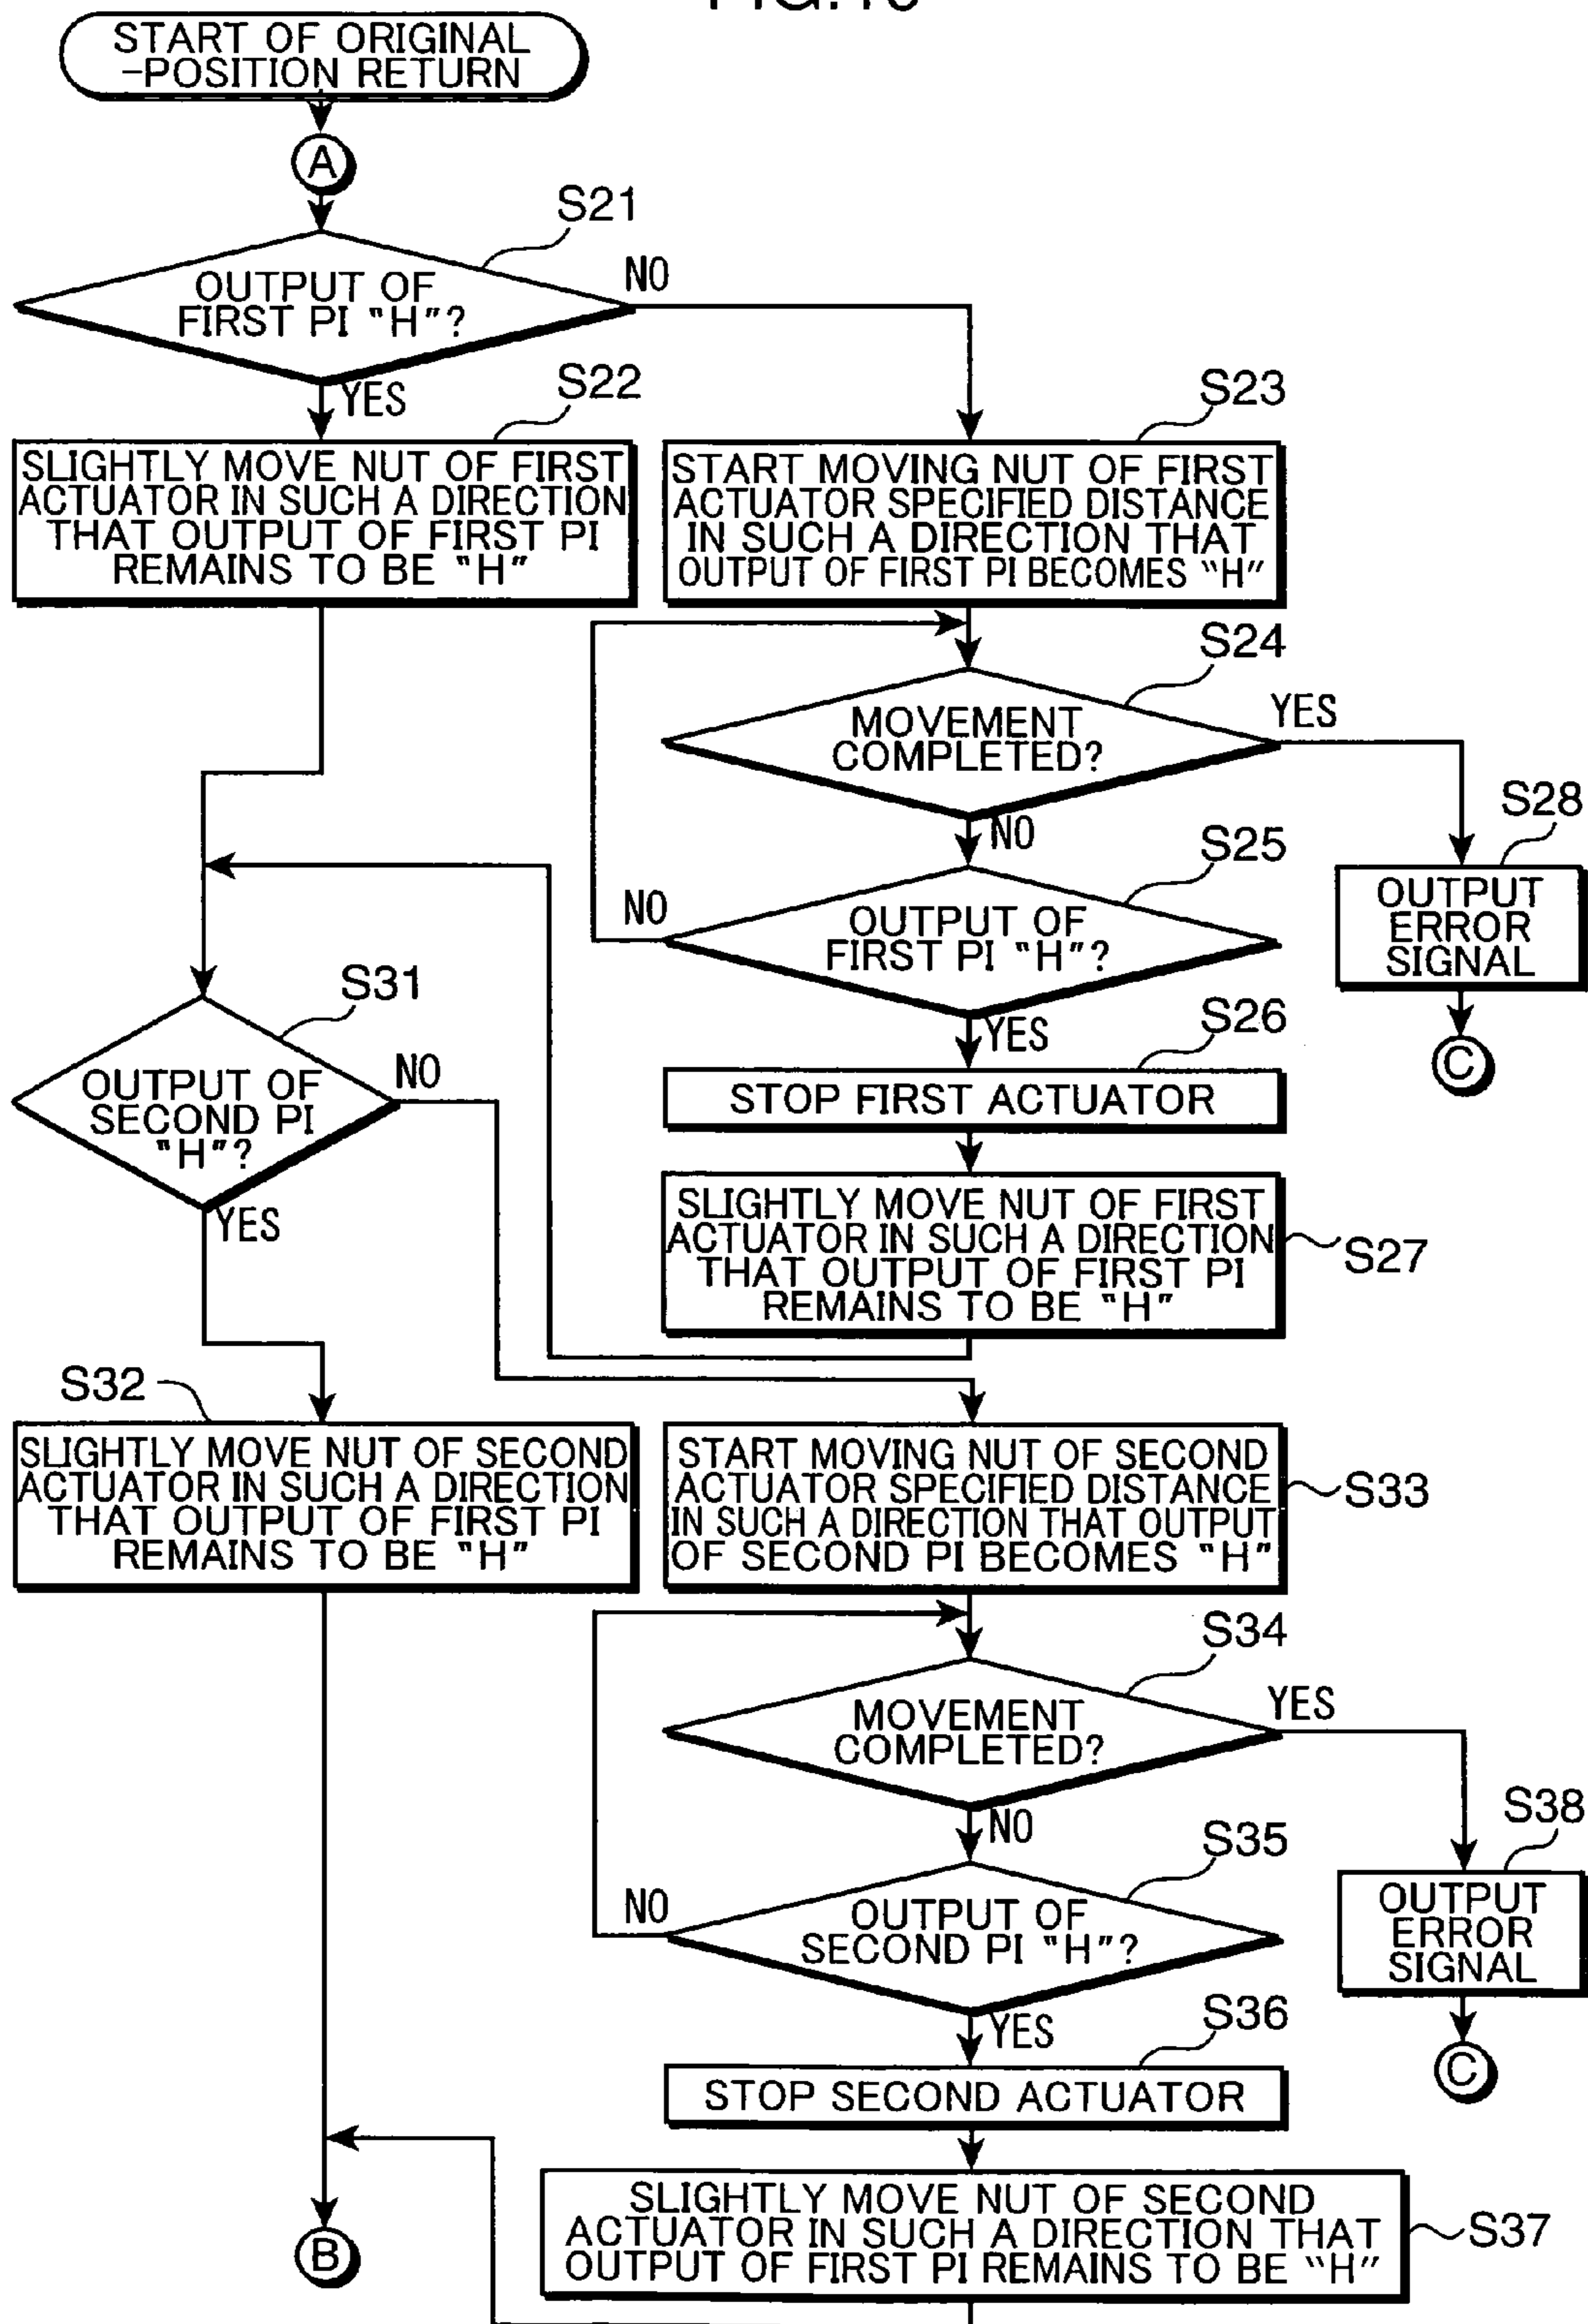 START OF ORIGINAL
-POSITION RETURN
A
S21
OUTPUT OF
FIRST PI "H"?
NO
YES
S22
SLIGHTLY MOVE NUT OF FIRST
ACTUATOR IN SUCH A DIRECTION
THAT OUTPUT OF FIRST PI
REMAINS TO BE "H"
S23
START MOVING NUT OF FIRST
ACTUATOR SPECIFIED DISTANCE
IN SUCH A DIRECTION THAT
OUTPUT OF FIRST PI BECOMES "H"
S24
MOVEMENT
COMPLETED?
YES
NO
S28
OUTPUT
ERROR
SIGNAL
C
S25
OUTPUT OF
FIRST PI "H"?
NO
YES
S26
STOP FIRST ACTUATOR
SLIGHTLY MOVE NUT OF FIRST
ACTUATOR IN SUCH A DIRECTION
THAT OUTPUT OF FIRST PI
REMAINS TO BE "H"
S27
S31
OUTPUT OF
SECOND PI
"H"?
NO
YES
S32
SLIGHTLY MOVE NUT OF SECOND
ACTUATOR IN SUCH A DIRECTION
THAT OUTPUT OF FIRST PI
REMAINS TO BE "H"
START MOVING NUT OF SECOND
ACTUATOR SPECIFIED DISTANCE
IN SUCH A DIRECTION THAT OUTPUT
OF SECOND PI BECOMES "H"
S33
S34
MOVEMENT
COMPLETED?
YES
NO
S38
OUTPUT
ERROR
SIGNAL
C
S35
OUTPUT OF
SECOND PI "H"?
NO
YES
S36
STOP SECOND ACTUATOR
SLIGHTLY MOVE NUT OF SECOND
ACTUATOR IN SUCH A DIRECTION THAT
OUTPUT OF FIRST PI REMAINS TO BE "H"
S37
B